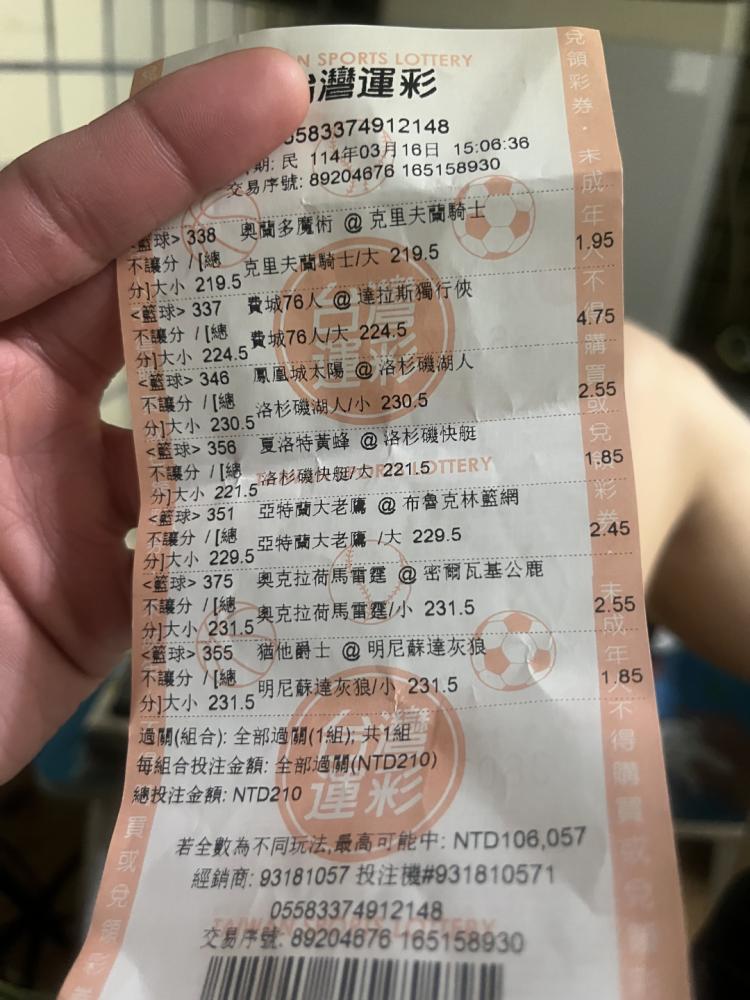 AN SPORTS LOTTERY
台灣運彩
05583374912148
期: 民 114年03月16日 15:06:36
交易序號: 89204676 165158930
<籃球> 338 奧蘭多魔術 @ 克里夫蘭騎士
不讓分 / [總 克里夫蘭騎士/大 219.5 1.95
分]大小 219.5
<籃球> 337 費城76人 @ 達拉斯獨行俠
不讓分 / [總 費城76人/大 224.5 4.75
分]大小 224.5
<籃球> 346 鳳凰城太陽 @ 洛杉磯湖人
不讓分 / [總 洛杉磯湖人/小 230.5 2.55
分]大小 230.5
<籃球> 356 夏洛特黃蜂 @ 洛杉磯快艇
不讓分 / [總 洛杉磯快艇/大 221.5 1.85
分]大小 221.5
<籃球> 351 亞特蘭大老鷹 @ 布魯克林籃網
不讓分 / [總 亞特蘭大老鷹 /大 229.5 2.45
分]大小 229.5
<籃球> 375 奧克拉荷馬雷霆 @ 密爾瓦基公鹿
不讓分 / [總 奧克拉荷馬雷霆/小 231.5 2.55
分]大小 231.5
<籃球> 355 猶他爵士 @ 明尼蘇達灰狼
不讓分 / [總 明尼蘇達灰狼/小 231.5 1.85
分]大小 231.5
過關(組合): 全部過關(1組); 共1組
每組合投注金額: 全部過關(NTD210)
總投注金額: NTD210
若全數為不同玩法,最高可能中: NTD106,057
經銷商: 93181057 投注機#931810571
05583374912148
TAIWAN SPORTS LOTTERY
交易序號: 89204676 165158930
台灣運彩
台灣運彩
兌領彩券・未成年人不得購買或兌領彩券・未成年人不得購買或兌
買或兌領彩